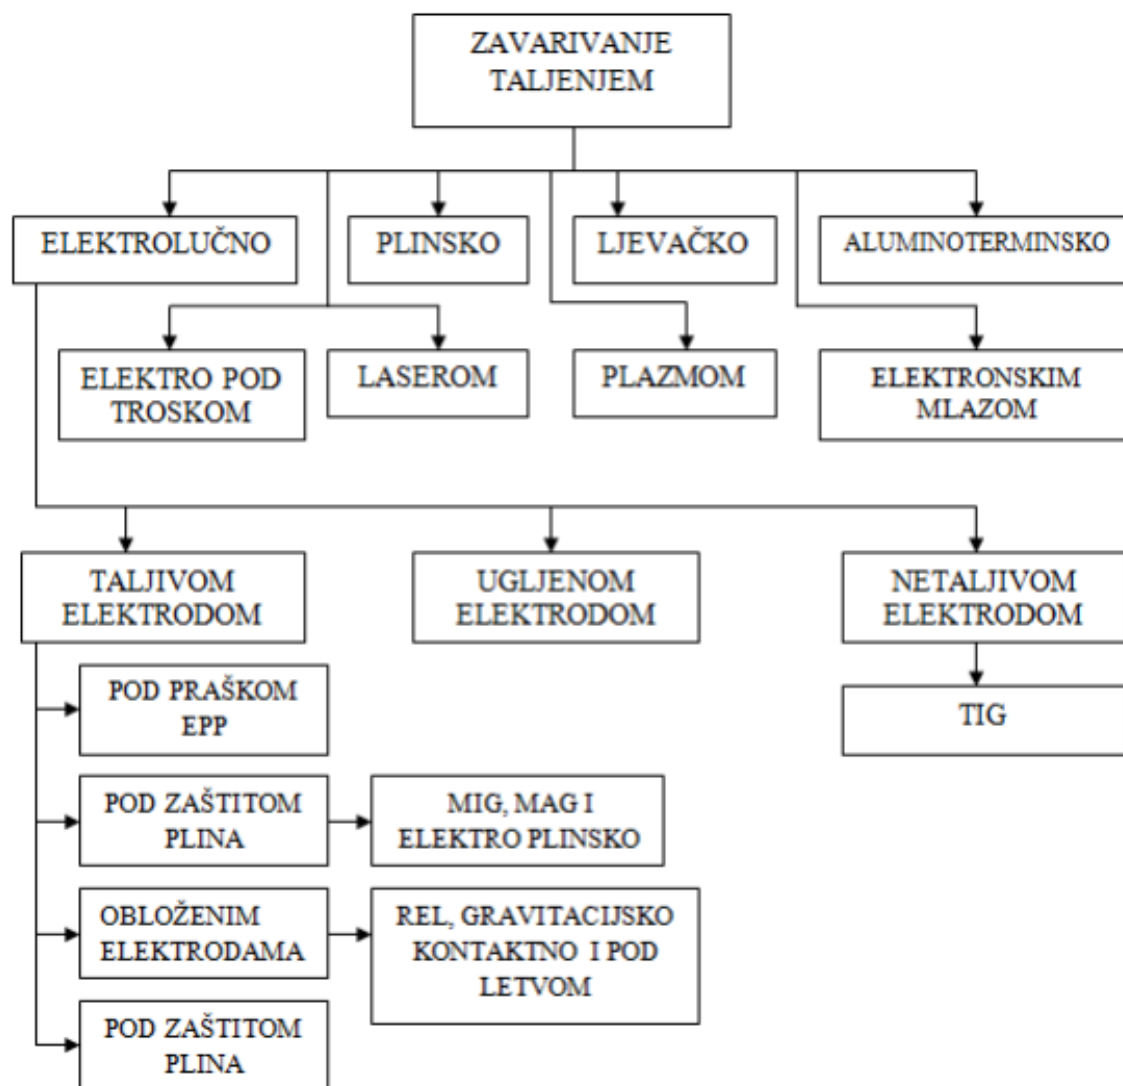 ZAVARIVANJE
TALJENJEM
ELEKTROLUČNO
PLINSKO
LJEVAČKO
ALUMINOTERMINSKO
ELEKTRO POD
TROSKOM
LASEROM
PLAZMOM
ELEKTRONSKIM
MLAZOM
TALJIVOM
ELEKTRODOM
UGLJENOM
ELEKTRODOM
NETALJIVOM
ELEKTRODOM
POD PRAŠKOM
EPP
TIG
POD ZAŠTITOM
PLINA
MIG, MAG I
ELEKTRO PLINSKO
OBLOŽENIM
ELEKTRODAMA
REL, GRAVITACIJSKO
KONTAKTNO I POD
LETVOM
POD ZAŠTITOM
PLINA